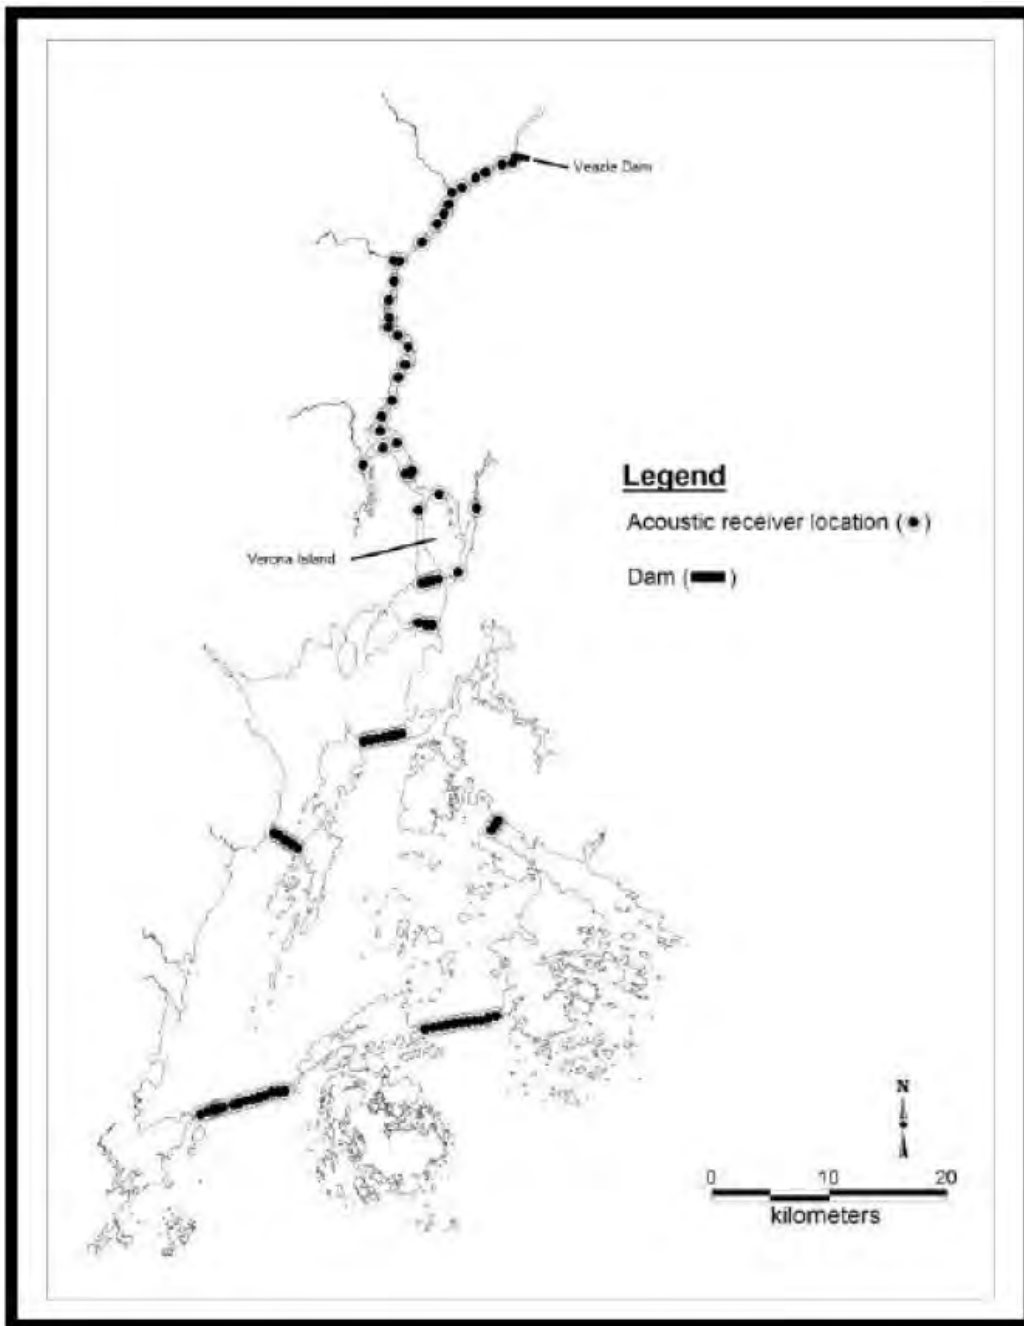 Veazie Dam
Legend
Acoustic receiver location ( )
Verona Island
Dam ( )
N
0 10 20
kilometers